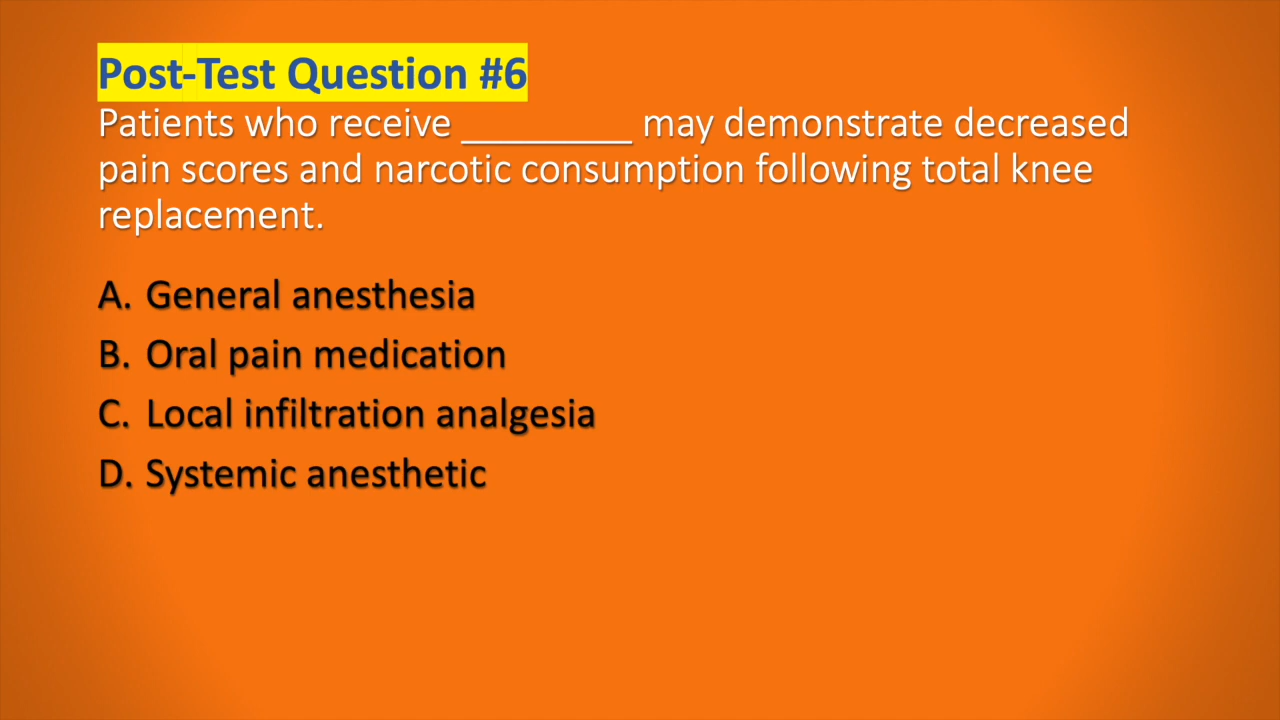 Post-Test Question #6
Patients who receive ________ may demonstrate decreased
pain scores and narcotic consumption following total knee
replacement.
A. General anesthesia
B. Oral pain medication
C. Local infiltration analgesia
D. Systemic anesthetic